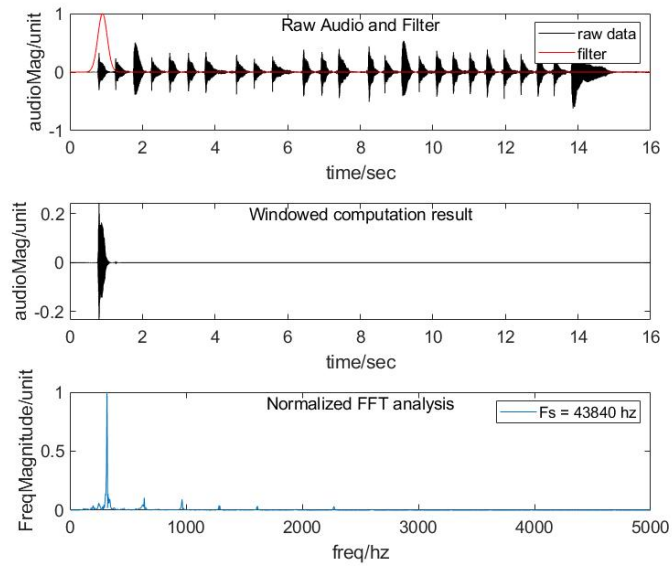 Raw Audio and Filter
raw data
filter
audioMag/unit
1
0
-1
0 2 4 6 8 10 12 14 16
time/sec
Windowed computation result
audioMag/unit
0.2
0
-0.2
0 2 4 6 8 10 12 14 16
time/sec
Normalized FFT analysis
Fs = 43840 hz
FreqMagnitude/unit
1
0.5
0
0 1000 2000 3000 4000 5000
freq/hz